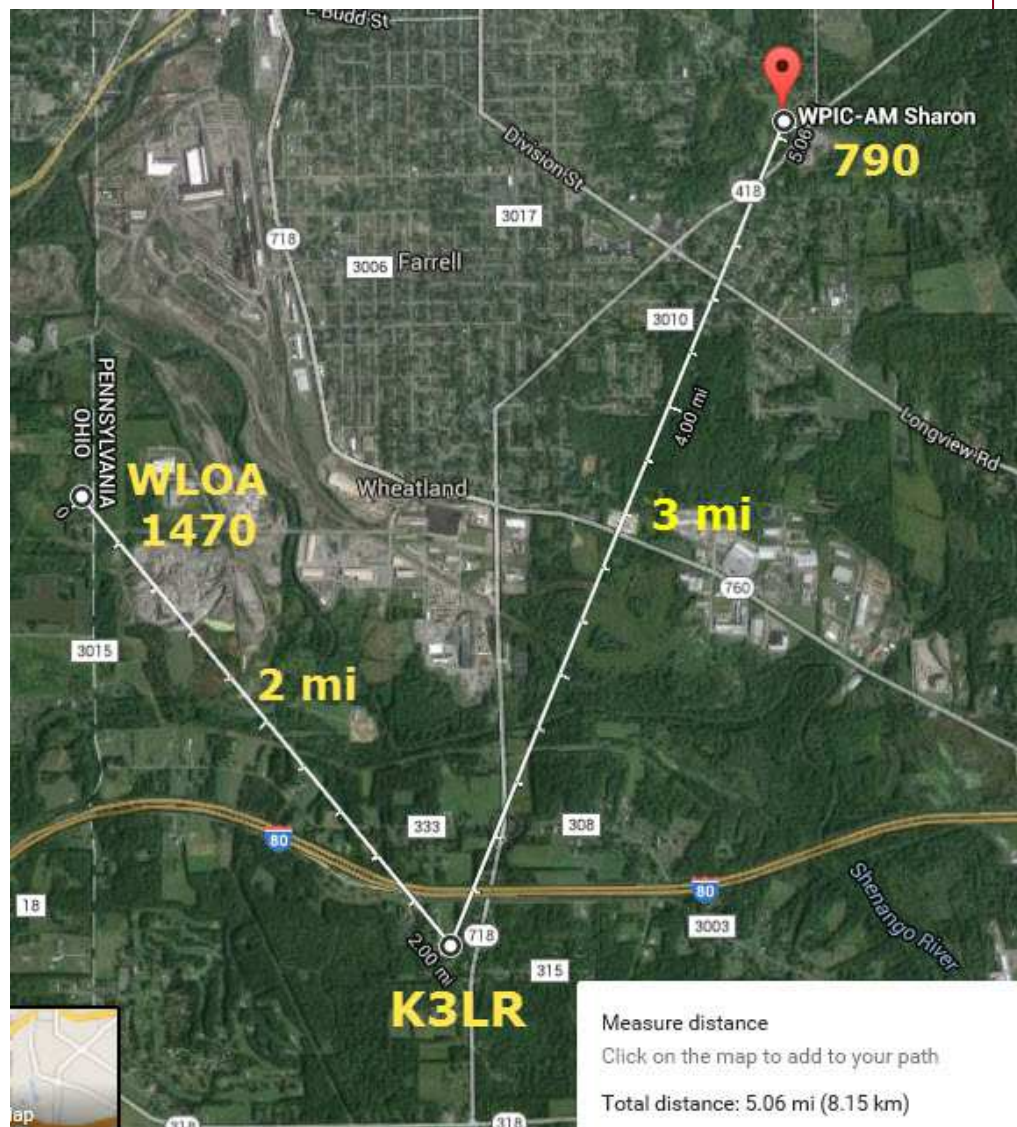 E Budd St
WPIC-AM Sharon
790
5.06
Division St
418
3017
718
3006
Farrell
3010
PENNSYLVANIA
OHIO
4.00 mi
Longview Rd
WLOA
1470
Wheatland
0
3 mi
760
3015
2 mi
333
308
80
80
18
3003
Shenango River
718
2.00 mi
315
K3LR
Measure distance
Click on the map to add to your path
Total distance: 5.06 mi (8.15 km)
318
318